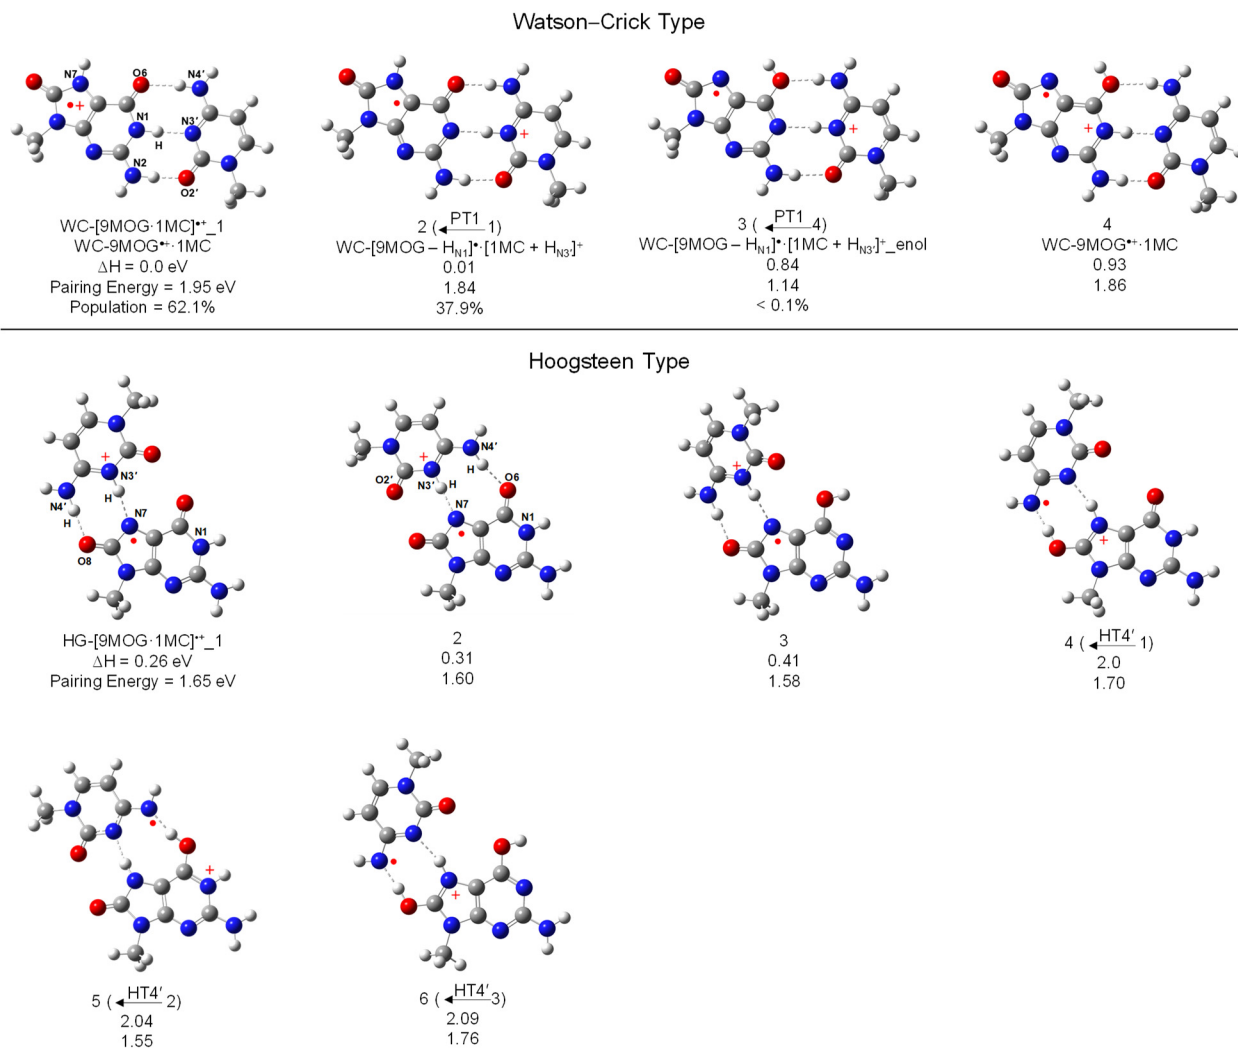 Watson–Crick Type
N7 O6 N4′
N1 N3′
H
N2
O2′
WC-[9MOG·1MC]•+_1
WC-9MOG•+·1MC
ΔH = 0.0 eV
Pairing Energy = 1.95 eV
Population = 62.1%
2 (PT1 1)
WC-[9MOG – HN1]•·[1MC + HN3′]+
0.01
1.84
37.9%
3 (PT1 4)
WC-[9MOG – HN1]•·[1MC + HN3′]+_enol
0.84
1.14
< 0.1%
4
WC-9MOG•+·1MC
0.93
1.86
Hoogsteen Type
N3′
N4′ H
H N7 N1
O8
HG-[9MOG·1MC]•+_1
ΔH = 0.26 eV
Pairing Energy = 1.65 eV
N4′
O2′ N3′ H H O6
N7 N1
2
0.31
1.60
3
0.41
1.58
4 (HT4′ 1)
2.0
1.70
5 (HT4′ 2)
2.04
1.55
6 (HT4′ 3)
2.09
1.76